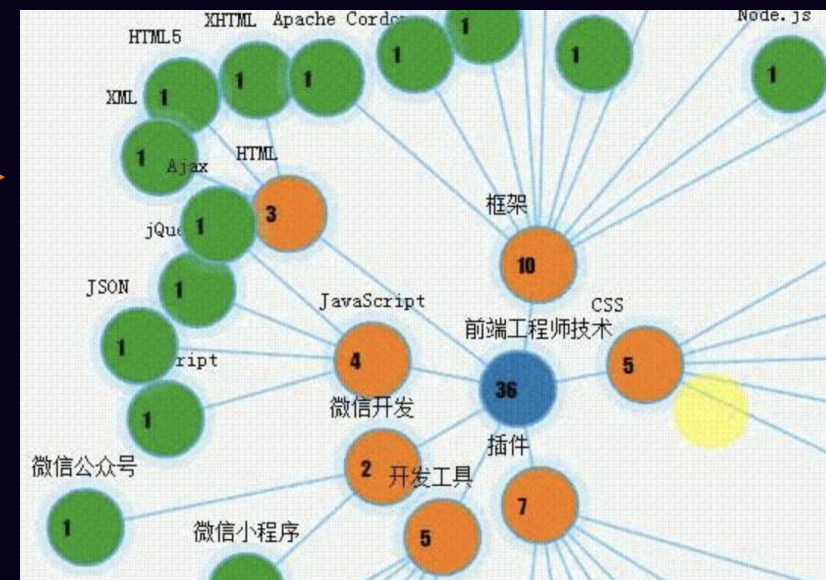 Node.js
XHTML
Apache Cordo
HTML5
1
1
1
1
1
1
1
XML
1
Ajax
HTML
框架
3
jQue
1
10
JSON
1
JavaScript
CSS
前端工程师技术
1
ript
4
5
36
微信开发
1
插件
微信公众号
2
开发工具
7
1
微信小程序
5